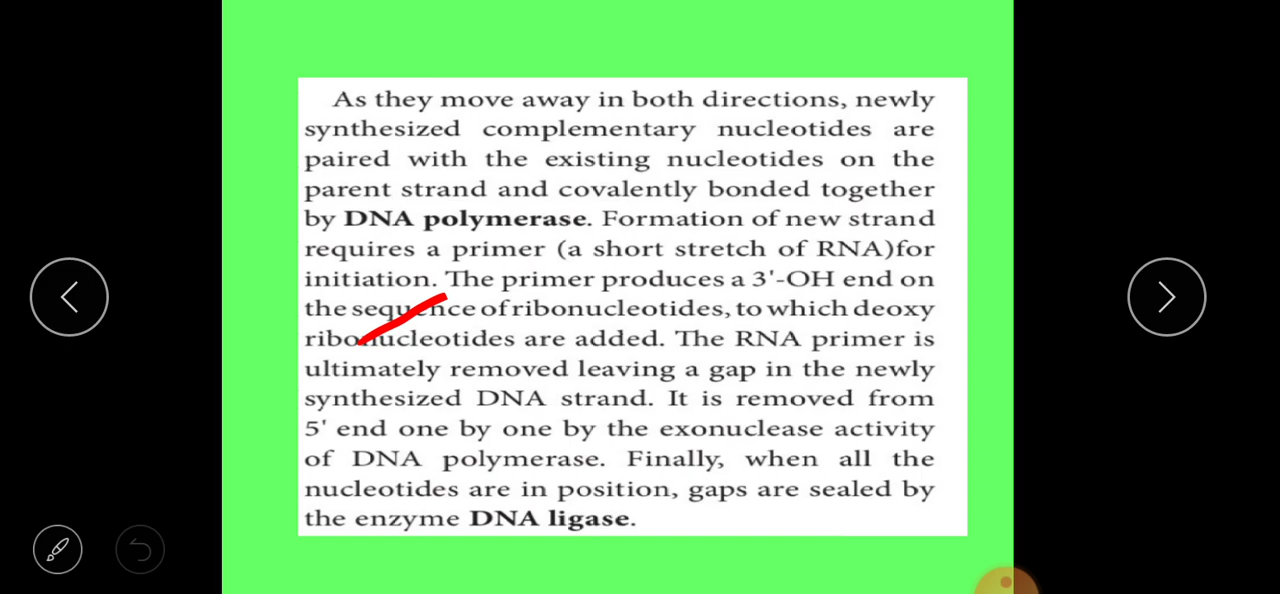 As they move away in both directions, newly
synthesized complementary nucleotides are
paired with the existing nucleotides on the
parent strand and covalently bonded together
by DNA polymerase. Formation of new strand
requires a primer (a short stretch of RNA)for
initiation. The primer produces a 3'-OH end on
the sequence of ribonucleotides, to which deoxy
ribonucleotides are added. The RNA primer is
ultimately removed leaving a gap in the newly
synthesized DNA strand. It is removed from
5' end one by one by the exonuclease activity
of DNA polymerase. Finally, when all the
nucleotides are in position, gaps are sealed by
the enzyme DNA ligase.